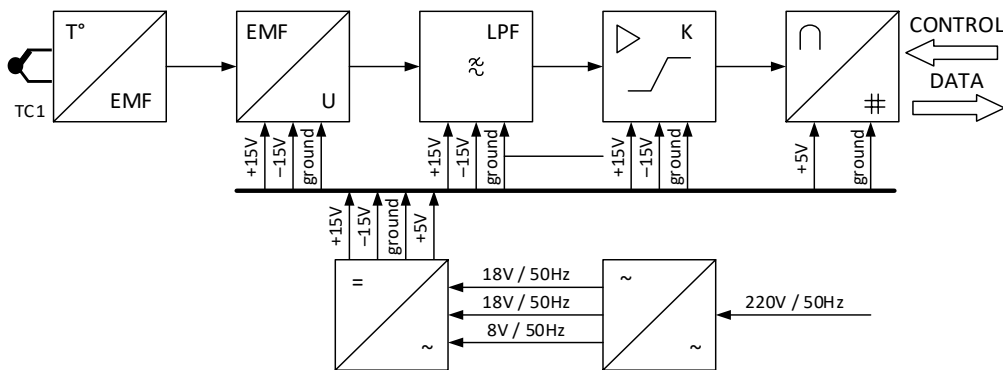 T°
EMF
TC1
EMF
U
LPF
K
#
CONTROL
DATA
+15V
−15V
ground
+15V
−15V
ground
+15V
−15V
ground
+5V
ground
+15V
−15V
ground
+5V
=
~
18V / 50Hz
18V / 50Hz
8V / 50Hz
~
~
220V / 50Hz